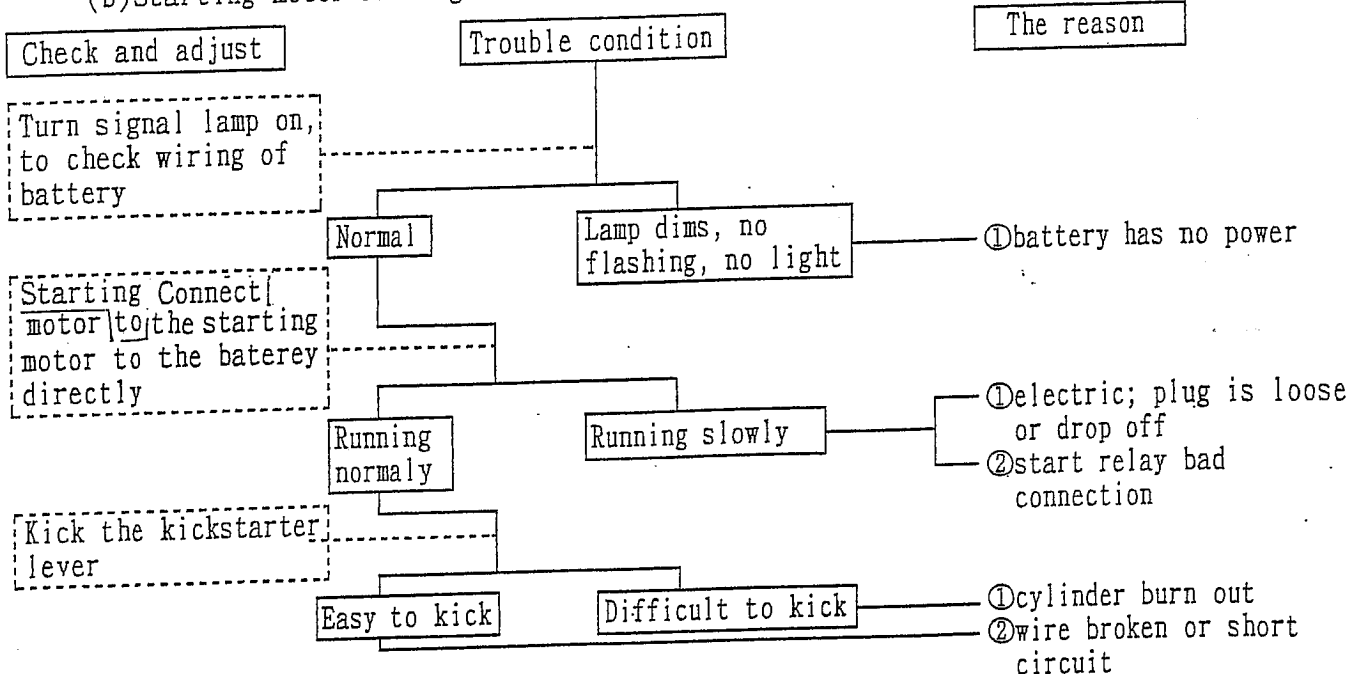 (b)Starting motor
Check and adjust
Trouble condition
The reason
Turn signal lamp on,
to check wiring of
battery
Normal
Lamp dims, no
flashing, no light
①battery has no power
Starting Connect
motor to the starting
motor to the baterey
directly
Running
normaly
Running slowly
①electric; plug is loose
or drop off
②start relay bad
connection
Kick the kickstarter
lever
Easy to kick
Difficult to kick
①cylinder burn out
②wire broken or short
circuit